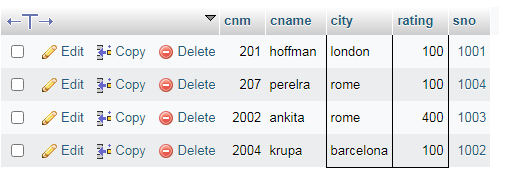 cnm cname city rating sno
Edit Copy Delete 201 hoffman london 100 1001
Edit Copy Delete 207 perelra rome 100 1004
Edit Copy Delete 2002 ankita rome 400 1003
Edit Copy Delete 2004 krupa barcelona 100 1002